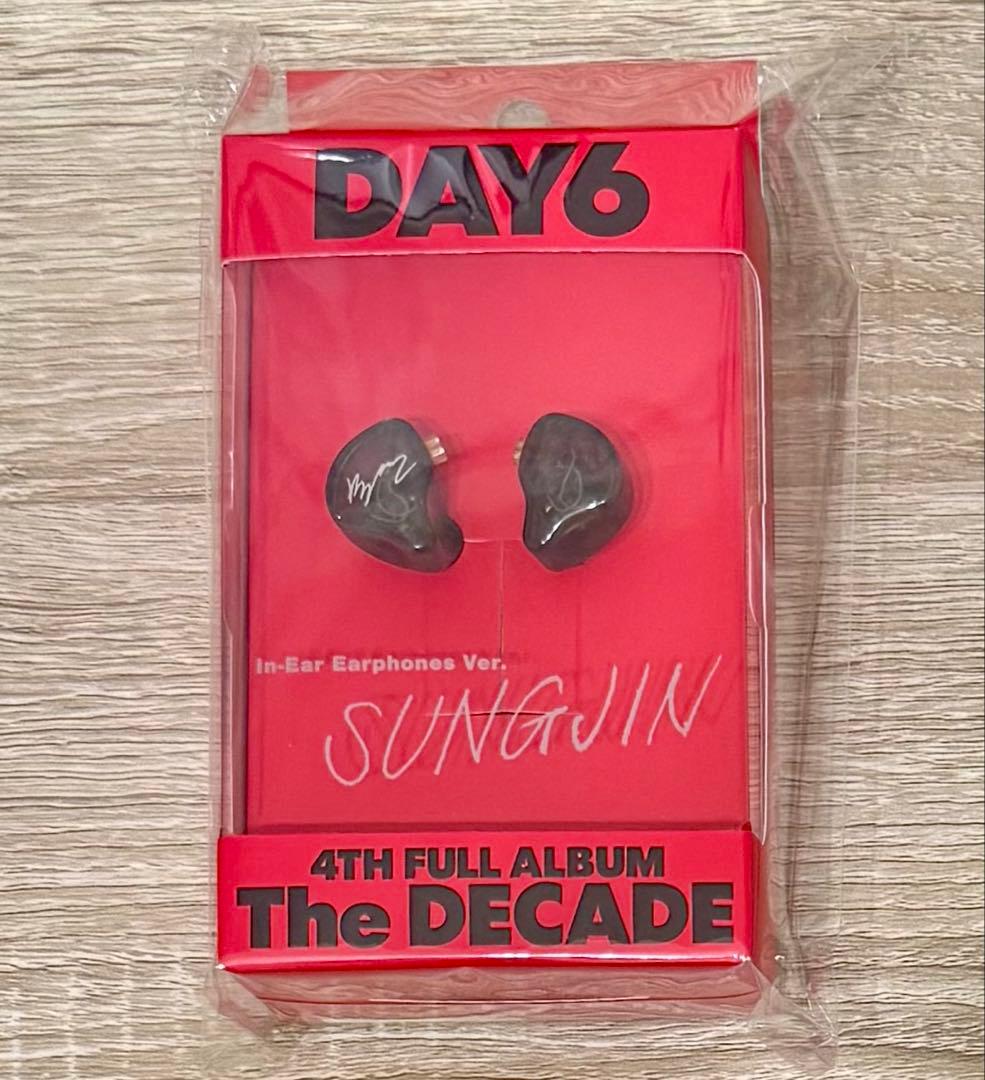 DAY6
In-Ear Earphones Ver.
SUNGJIN
4TH FULL ALBUM
The DECADE